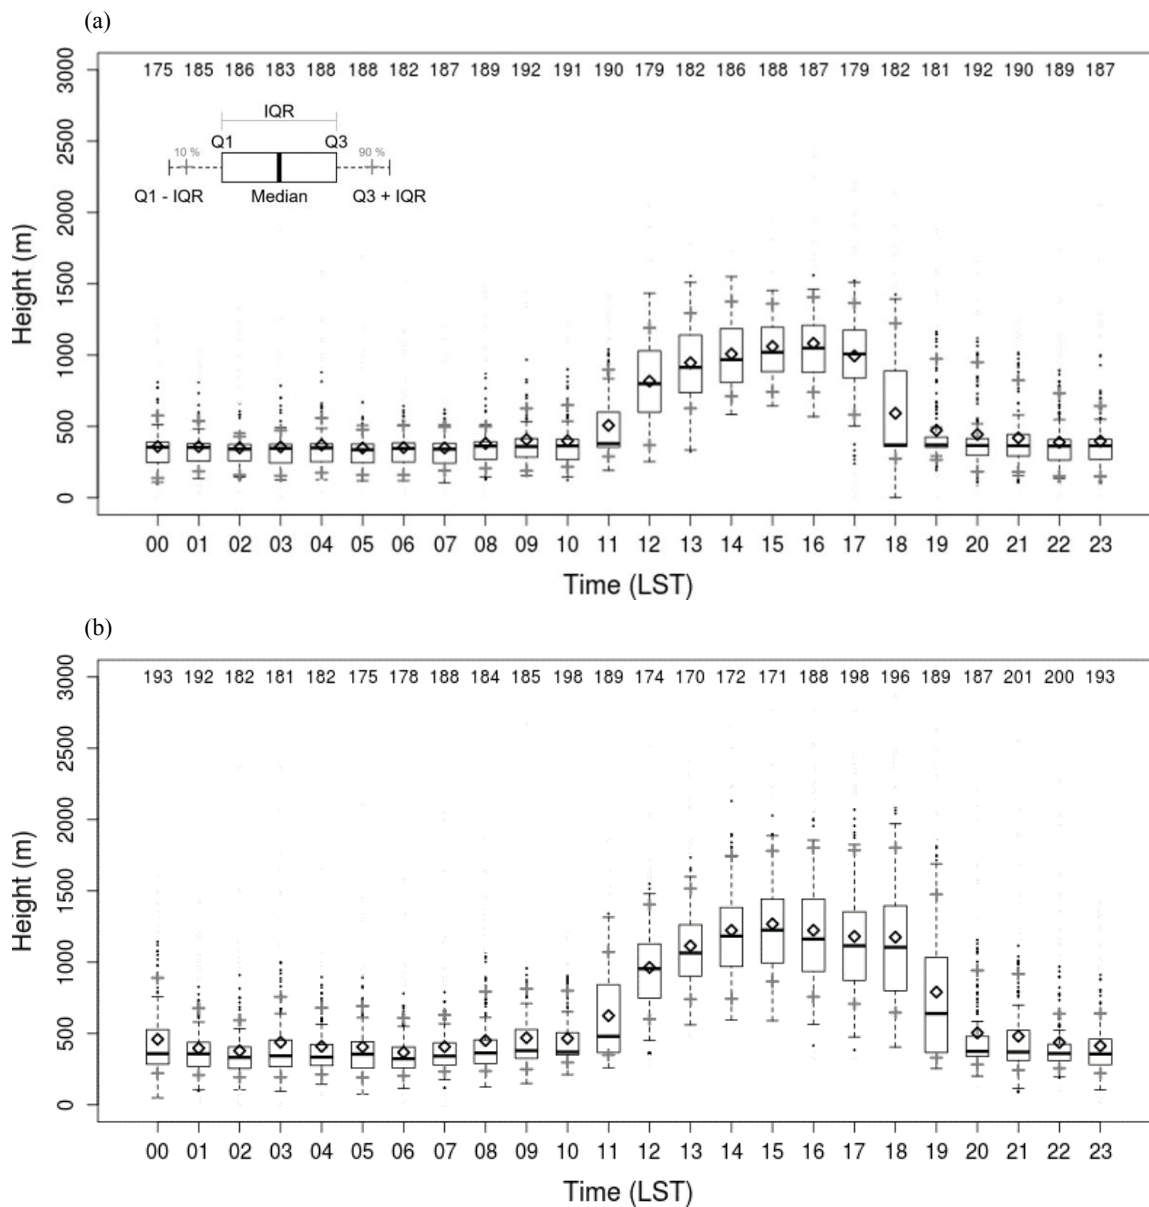 (a)
3000
2500
2000
1500
1000
500
0
Height (m)
175 185 186 183 188 188 182 187 189 192 191 190 179 182 186 188 187 179 182 181 192 190 189 187
IQR
Q1 Q3
10 % 90 %
Q1 - IQR Median Q3 + IQR
00 01 02 03 04 05 06 07 08 09 10 11 12 13 14 15 16 17 18 19 20 21 22 23
Time (LST)
(b)
3000
2500
2000
1500
1000
500
0
Height (m)
193 192 182 181 182 175 178 188 184 185 198 189 174 170 172 171 188 198 196 189 187 201 200 193
00 01 02 03 04 05 06 07 08 09 10 11 12 13 14 15 16 17 18 19 20 21 22 23
Time (LST)